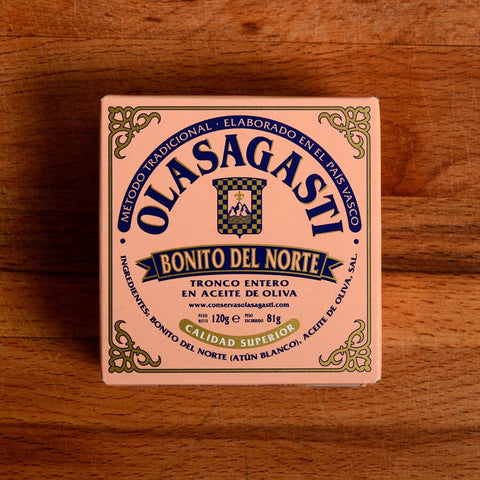 MÉTODO TRADICIONAL · ELABORADO EN EL PAÍS VASCO
OLASAGASTI
BONITO DEL NORTE
TRONCO ENTERO
EN ACEITE DE OLIVA
www.conservasolasagasti.com
PESO NETO 120g e PESO ESCURRIDO 81g
CALIDAD SUPERIOR
INGREDIENTES: BONITO DEL NORTE (ATÚN BLANCO), ACEITE DE OLIVA, SAL.